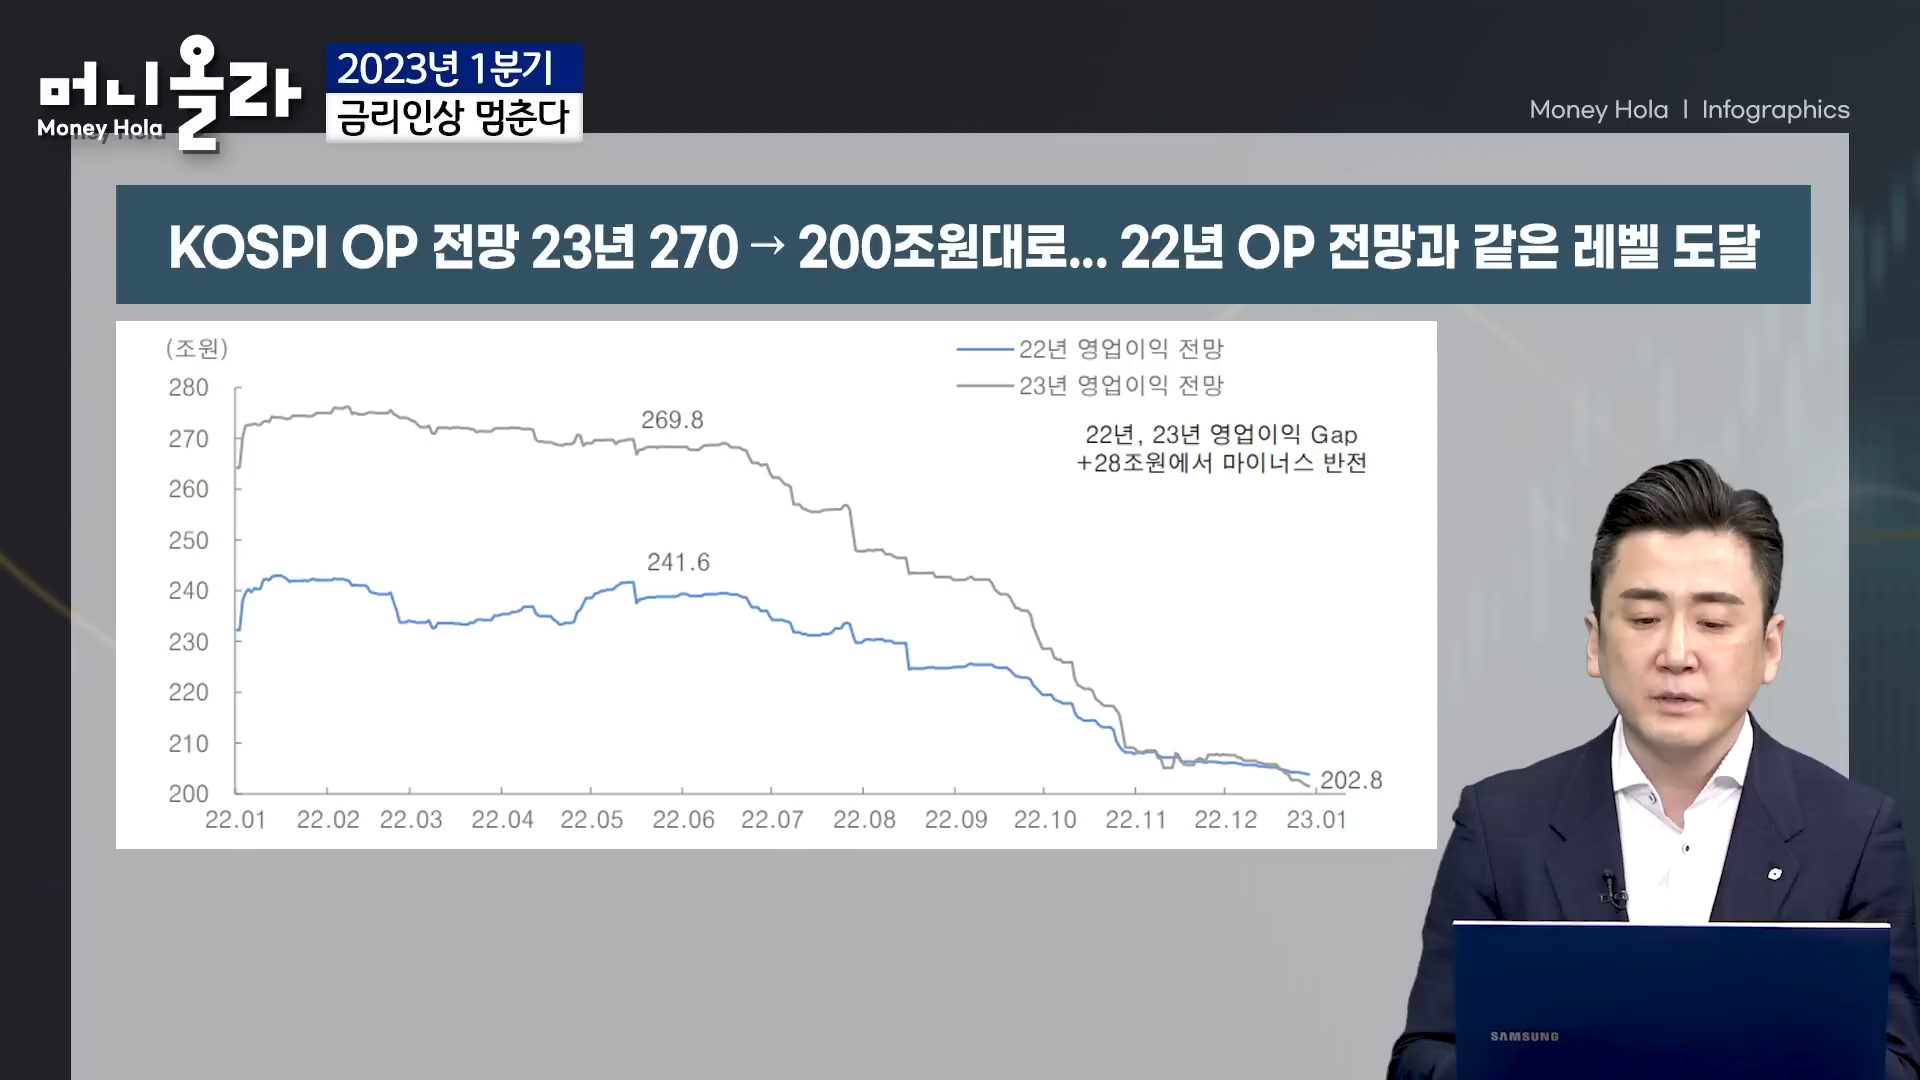 머니올라
Money Hola
2023년 1분기
금리인상 멈춘다
Money Hola | Infographics
KOSPI OP 전망 23년 270 → 200조원대로... 22년 OP 전망과 같은 레벨 도달
(조원)
22년 영업이익 전망
23년 영업이익 전망
22년, 23년 영업이익 Gap
+28조원에서 마이너스 반전
280
270
260
250
240
230
220
210
200
269.8
241.6
202.8
22.01 22.02 22.03 22.04 22.05 22.06 22.07 22.08 22.09 22.10 22.11 22.12 23.01
SAMSUNG